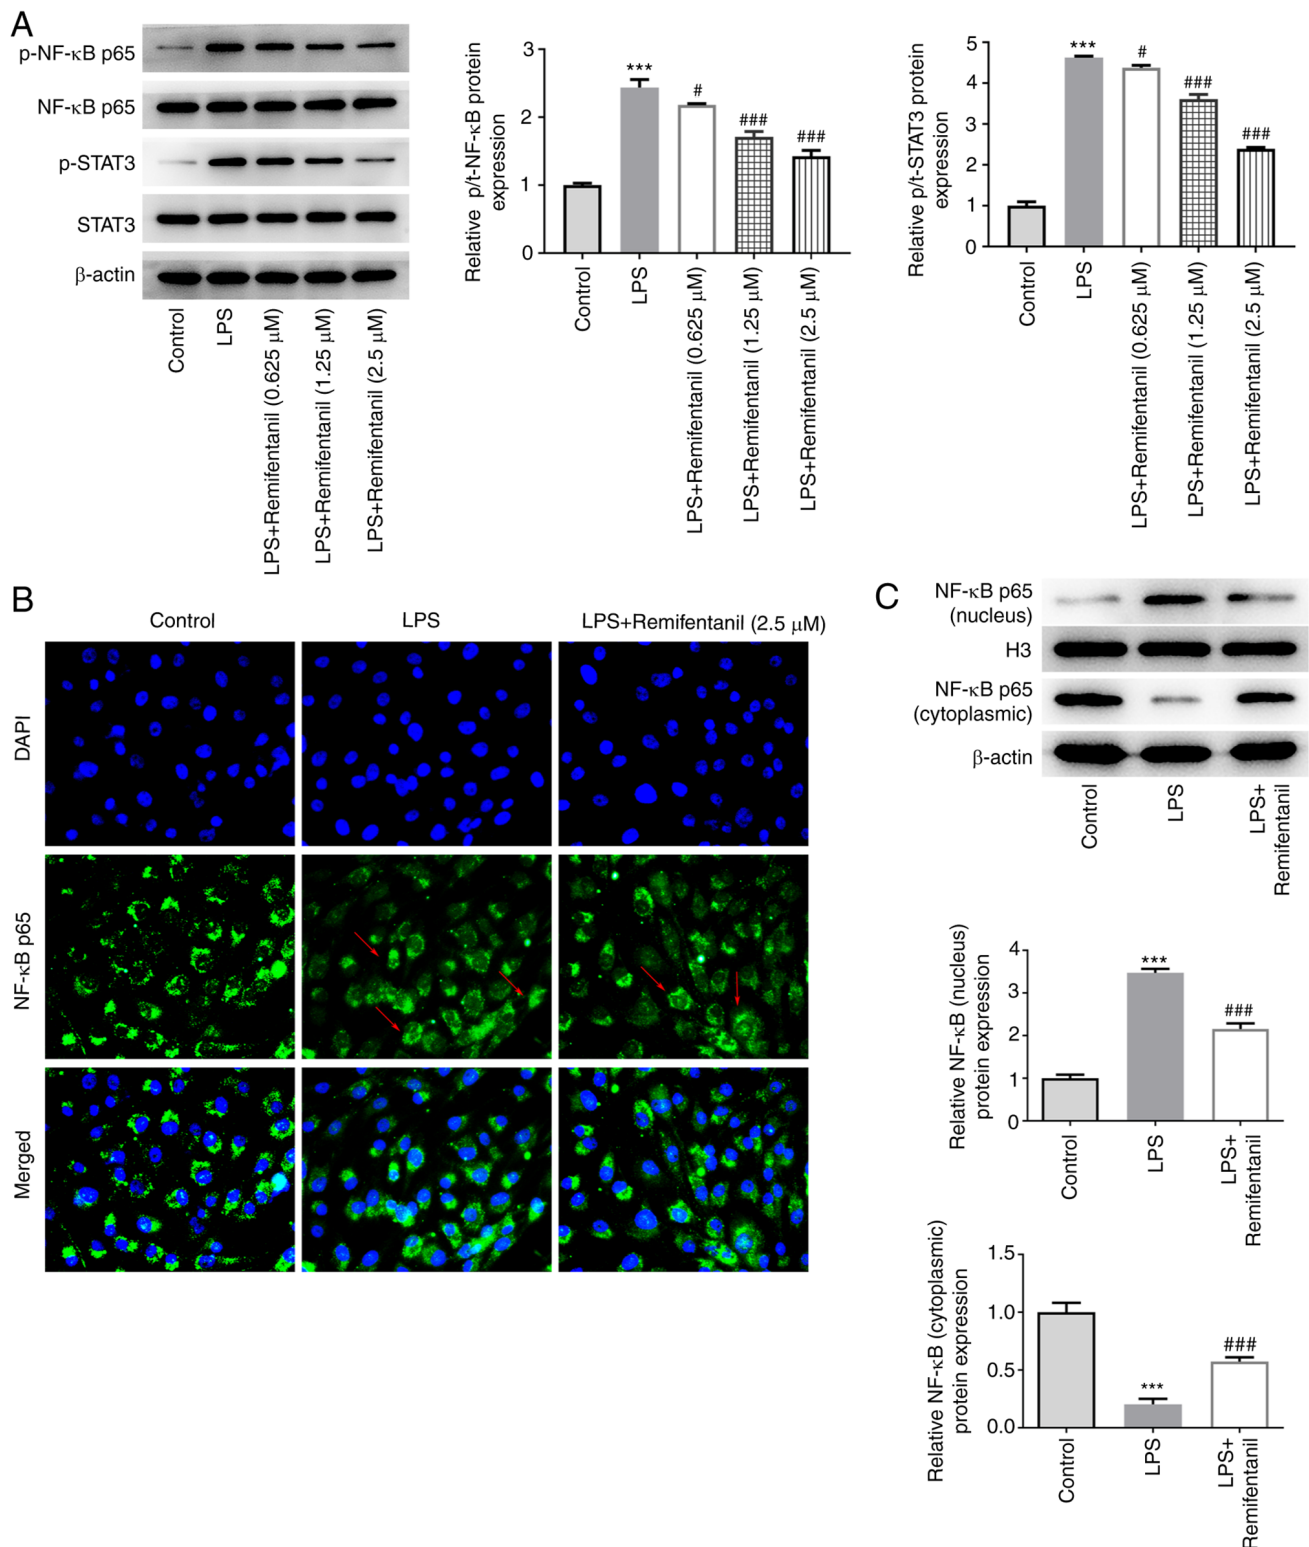 A
p-NF-κB p65
NF-κB p65
p-STAT3
STAT3
β-actin
Control
LPS
LPS+Remifentanil (0.625 μM)
LPS+Remifentanil (1.25 μM)
LPS+Remifentanil (2.5 μM)
Relative p/t-NF-κB protein
expression
3
2
1
0
***
#
###
###
Control
LPS
LPS+Remifentanil (0.625 μM)
LPS+Remifentanil (1.25 μM)
LPS+Remifentanil (2.5 μM)
Relative p/t-STAT3 protein
expression
5
4
3
2
1
0
***
#
###
###
Control
LPS
LPS+Remifentanil (0.625 μM)
LPS+Remifentanil (1.25 μM)
LPS+Remifentanil (2.5 μM)
B
Control
LPS
LPS+Remifentanil (2.5 μM)
DAPI
NF-κB p65
Merged
C
NF-κB p65
(nucleus)
H3
NF-κB p65
(cytoplasmic)
β-actin
Control
LPS
LPS+
Remifentanil
Relative NF-κB (nucleus)
protein expression
4
3
2
1
0
***
###
Control
LPS
LPS+
Remifentanil
Relative NF-κB (cytoplasmic)
protein expression
1.5
1.0
0.5
0.0
***
###
Control
LPS
LPS+
Remifentanil